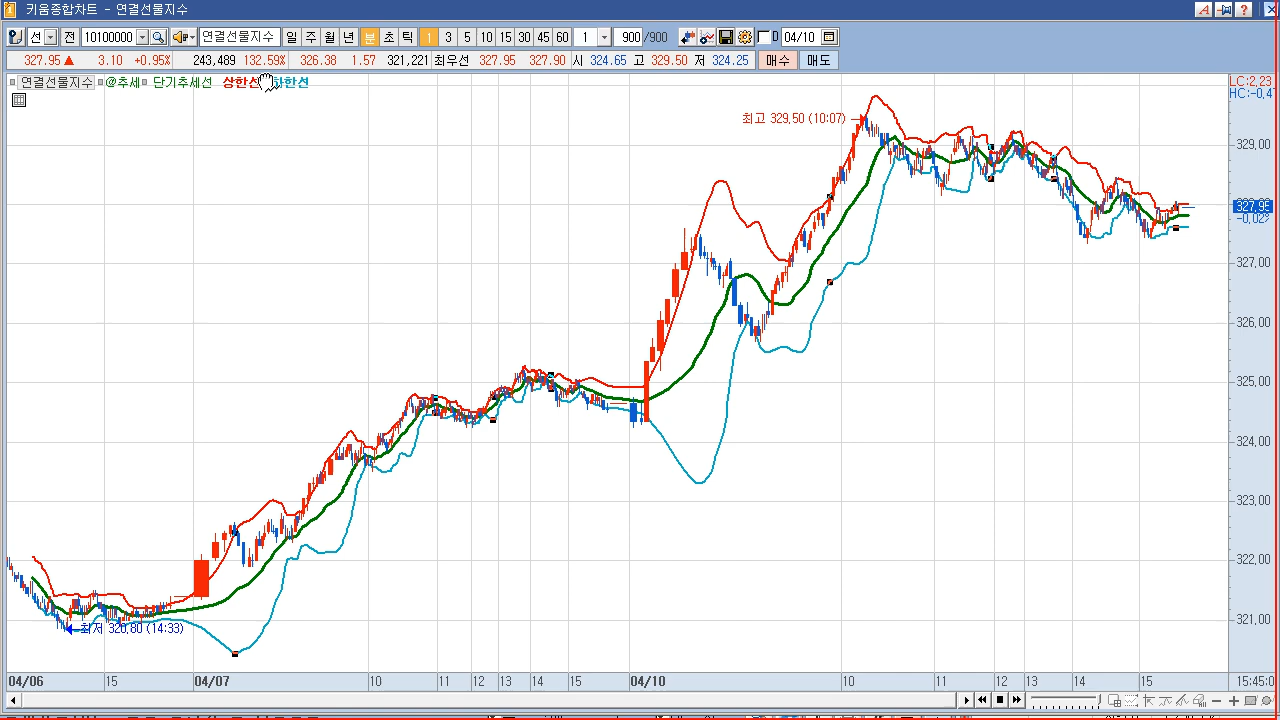 키움종합차트 - 연결선물지수
선 전 10100000 연결선물지수 일 주 월 년 분 초 틱 1 3 5 10 15 30 45 60 1 900 /900 D 04/10
327.95 ▲ 3.10 +0.95% 243,489 132.59% 326.38 1.57 321,221 최우선 327.95 327.90 시 324.65 고 329.50 저 324.25 매수 매도
연결선물지수 @추세 단기추세선 상한선 하한선
LC:2,23
HC:-0,4
최고 329,50 (10:07)
329,00
327,95
-0,02%
327,00
326,00
325,00
324,00
323,00
322,00
321,00
최저 320,80 (14:33)
04/06 15 04/07 10 11 12 13 14 15 04/10 10 11 12 13 14 15 15:45:0